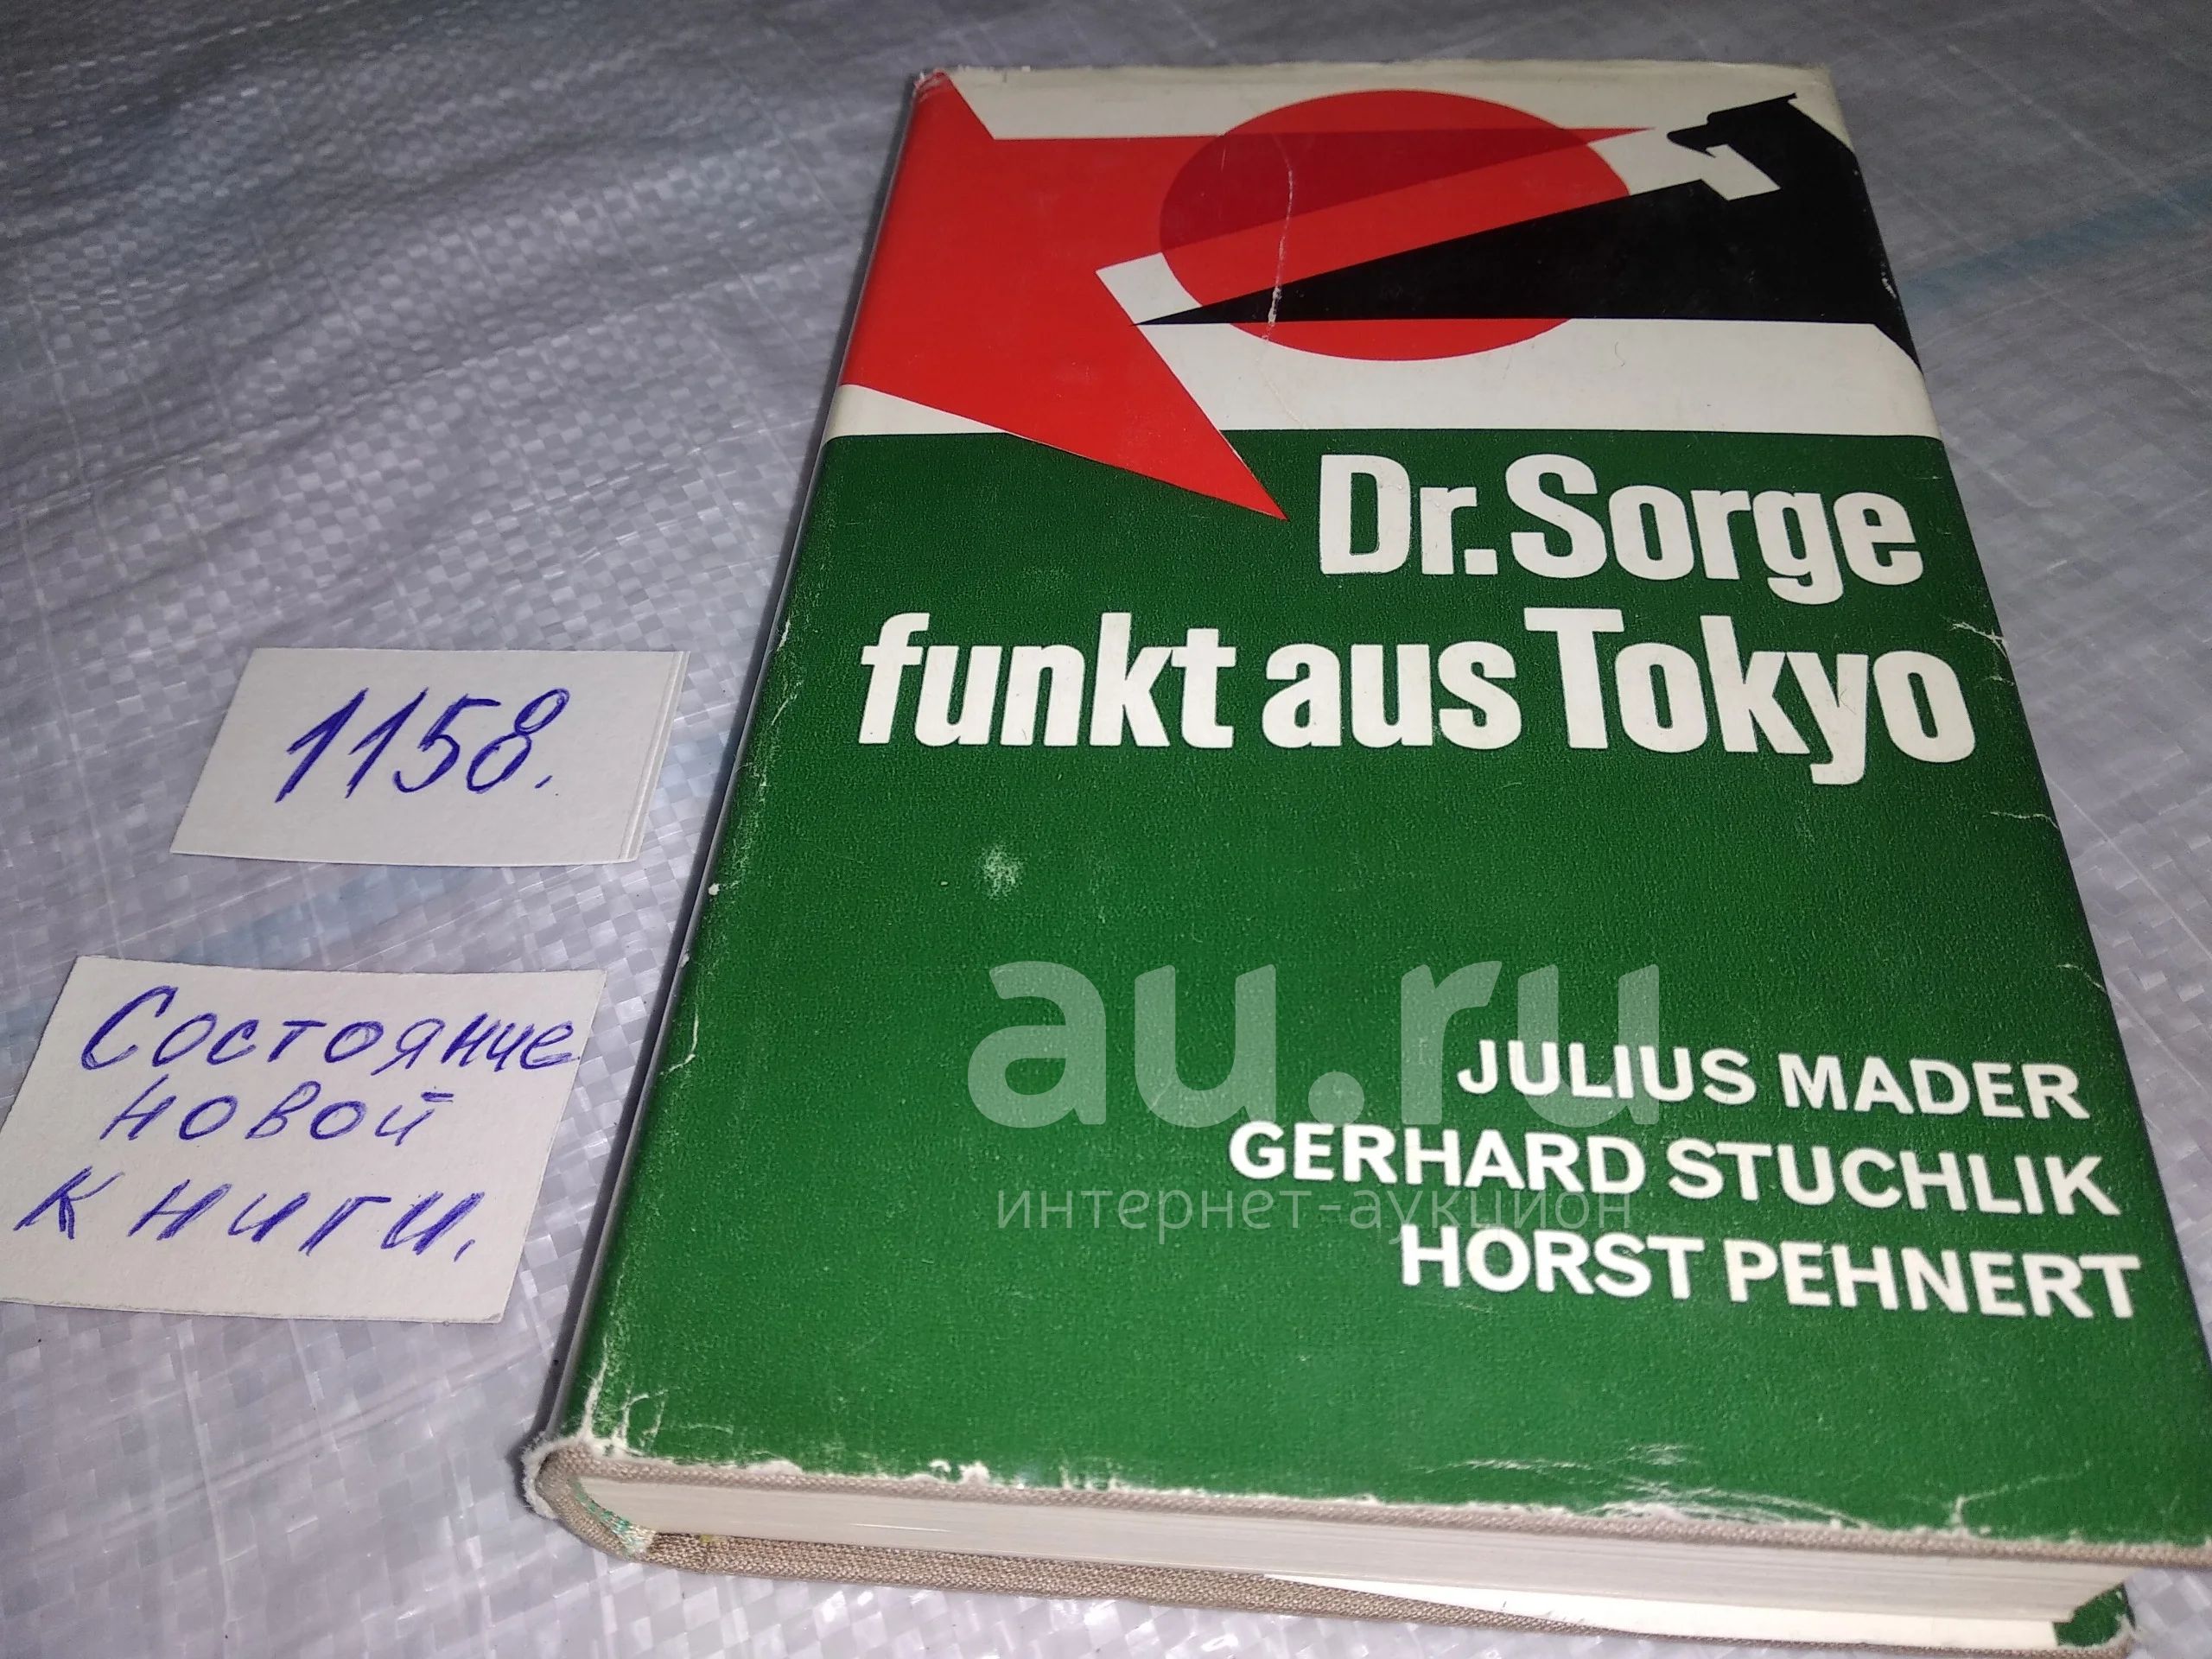 Dr. Sorge
funkt aus Tokyo
1158.
Состояние
новой
книги.
au.ru
интернет-аукцион
JULIUS MADER
GERHARD STUCHLIK
HORST PEHNERT